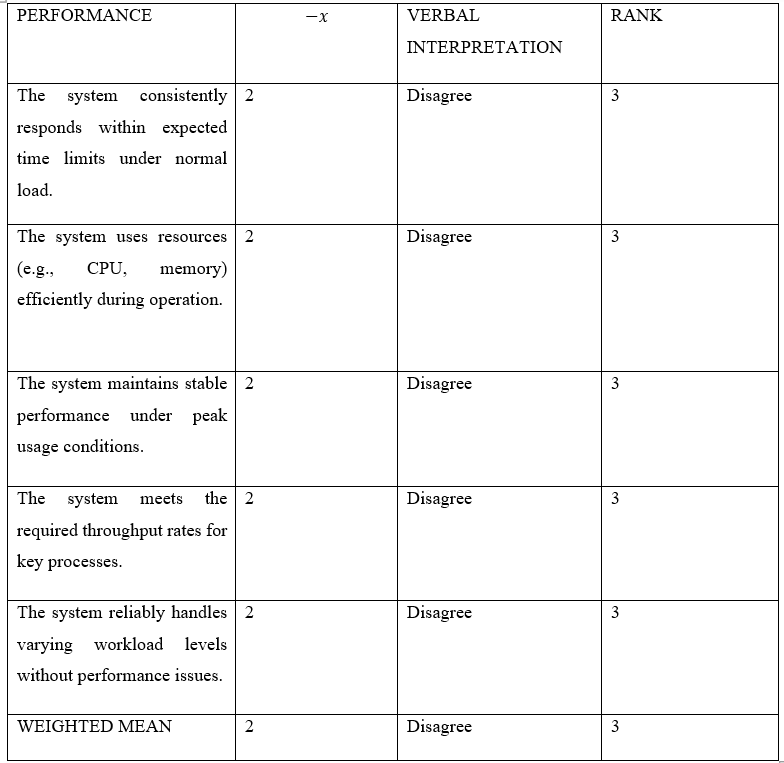 PERFORMANCE −x VERBAL INTERPRETATION RANK
The system consistently responds within expected time limits under normal load. 2 Disagree 3
The system uses resources (e.g., CPU, memory) efficiently during operation. 2 Disagree 3
The system maintains stable performance under peak usage conditions. 2 Disagree 3
The system meets the required throughput rates for key processes. 2 Disagree 3
The system reliably handles varying workload levels without performance issues. 2 Disagree 3
WEIGHTED MEAN 2 Disagree 3